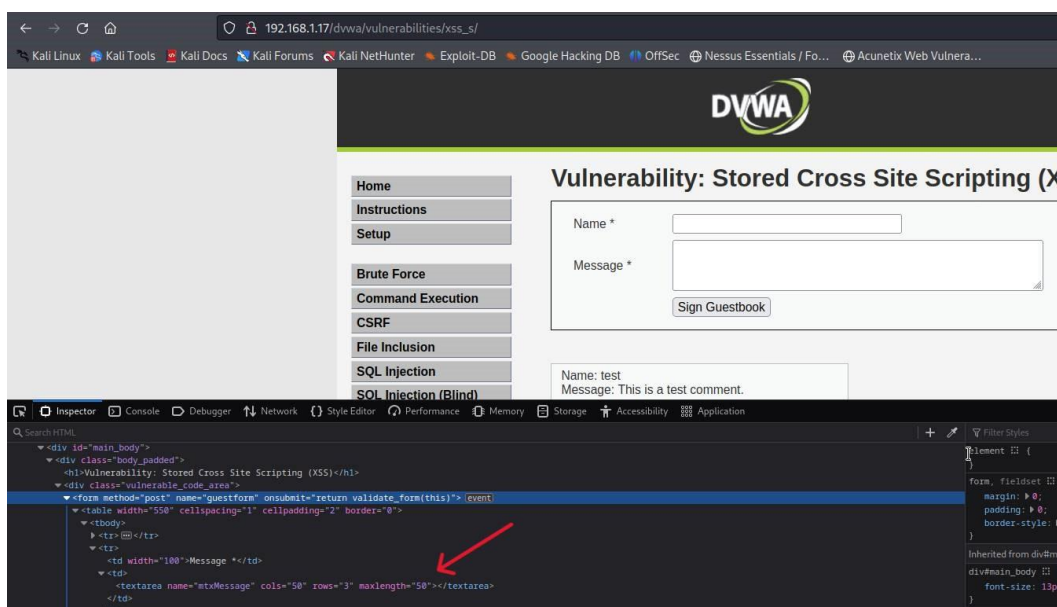 192.168.1.17/dvwa/vulnerabilities/xss_s/
Kali Linux Kali Tools Kali Docs Kali Forums Kali NetHunter Exploit-DB Google Hacking DB OffSec Nessus Essentials / Fo... Acunetix Web Vulnera...
DVWA
Home
Instructions
Setup
Brute Force
Command Execution
CSRF
File Inclusion
SQL Injection
SQL Injection (Blind)
Vulnerability: Stored Cross Site Scripting (X
Name *
Message *
Sign Guestbook
Name: test
Message: This is a test comment.
Inspector Console Debugger Network {} Style Editor Performance Memory Storage Accessibility Application
Search HTML
<div id="main_body">
<div class="body_padded">
<h1>Vulnerability: Stored Cross Site Scripting (XSS)</h1>
<div class="vulnerable_code_area">
<form method="post" name="guestform" onsubmit="return validate_form(this)"> event
<table width="550" cellspacing="1" cellpadding="2" border="0">
<tbody>
<tr> </tr>
<tr>
<td width="100">Message *</td>
<td>
<textarea name="mtxMessage" cols="50" rows="3" maxlength="50"></textarea>
</td>
Filter Styles
element {
}
form, fieldset
margin: 0;
padding: 0;
border-style:
}
Inherited from div#m
div#main_body
font-size: 13p
}